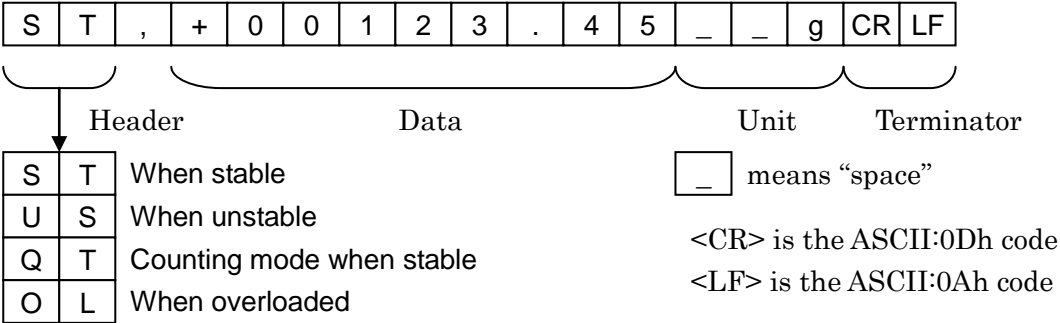 S T , + 0 0 1 2 3 . 4 5 _ _ g CR LF
Header Data Unit Terminator
S T When stable
_ means “space”
U S When unstable
<CR> is the ASCII:0Dh code
Q T Counting mode when stable
<LF> is the ASCII:0Ah code
O L When overloaded